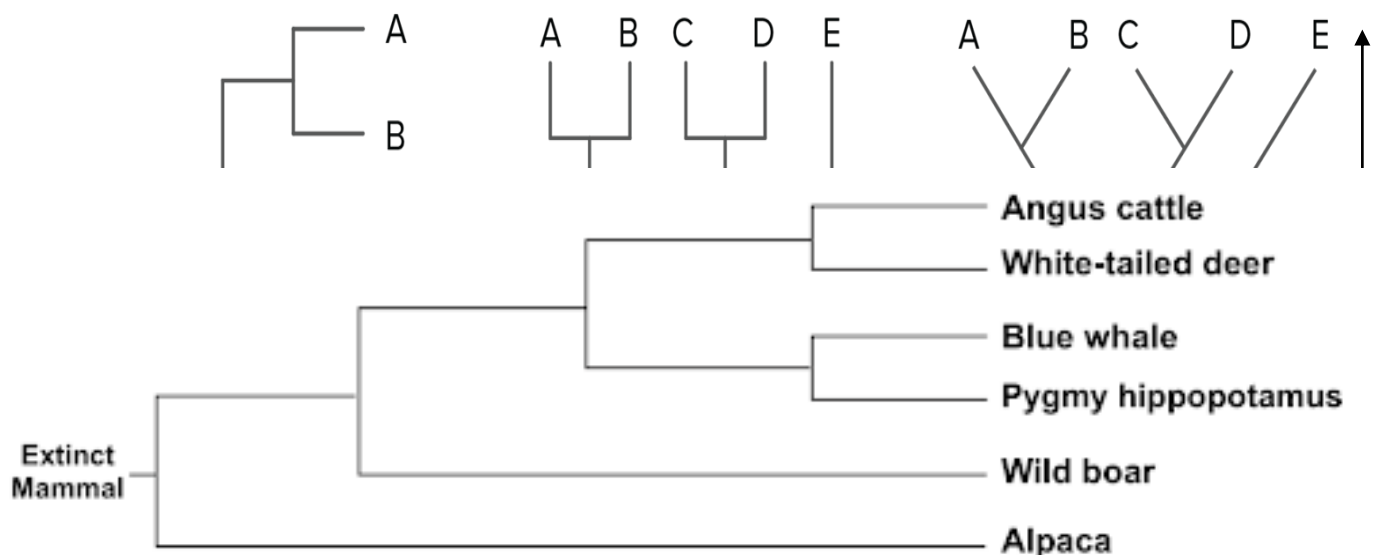 A
B
A B C D E
A B C D E
Angus cattle
White-tailed deer
Blue whale
Pygmy hippopotamus
Extinct
Mammal
Wild boar
Alpaca